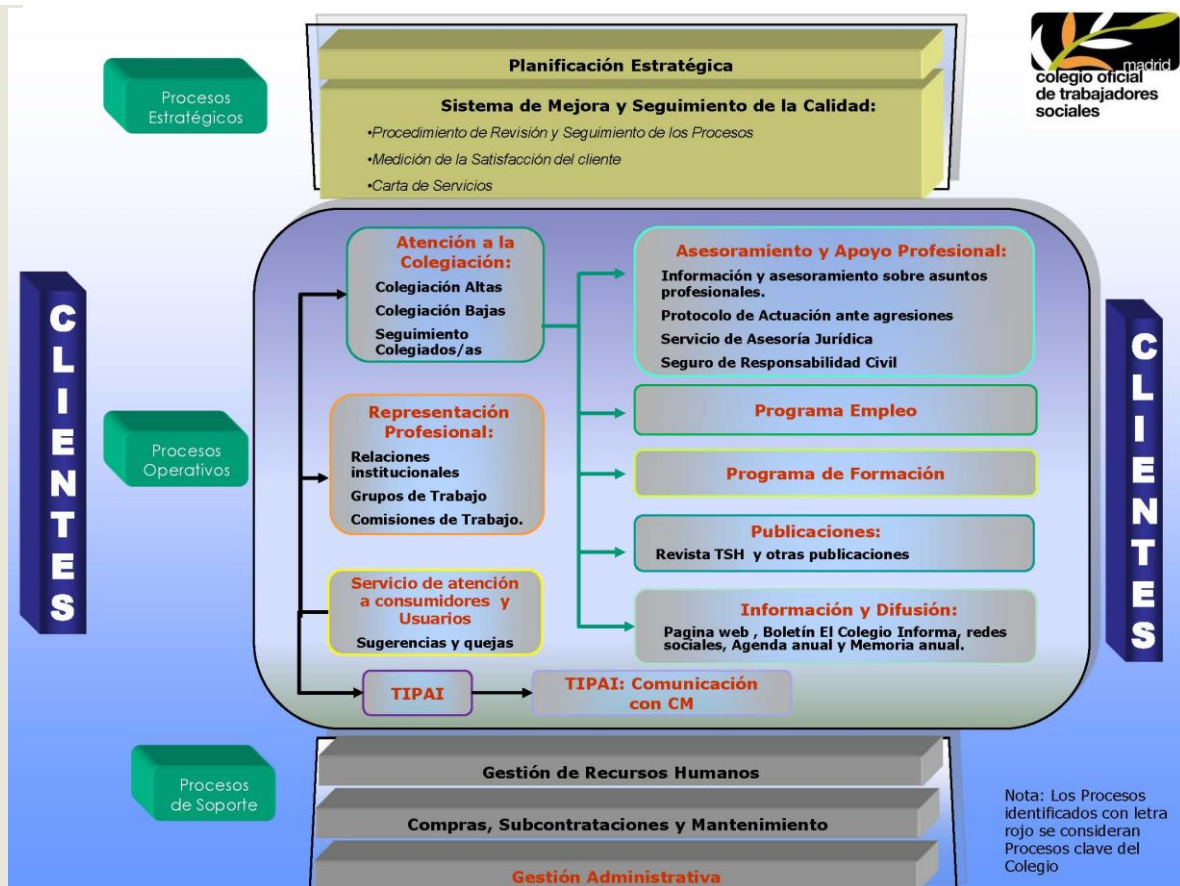 Planificación Estratégica
madrid
colegio oficial
de trabajadores
sociales
Procesos
Estratégicos
Sistema de Mejora y Seguimiento de la Calidad:
•Procedimiento de Revisión y Seguimiento de los Procesos
•Medición de la Satisfacción del cliente
•Carta de Servicios
CLIENTES
Procesos
Operativos
Atención a la
Colegiación:
Colegiación Altas
Colegiación Bajas
Seguimiento
Colegiados/as
Representación
Profesional:
Relaciones
institucionales
Grupos de Trabajo
Comisiones de Trabajo.
Servicio de atención
a consumidores y
Usuarios
Sugerencias y quejas
TIPAI
TIPAI: Comunicación
con CM
Asesoramiento y Apoyo Profesional:
Información y asesoramiento sobre asuntos
profesionales.
Protocolo de Actuación ante agresiones
Servicio de Asesoría Jurídica
Seguro de Responsabilidad Civil
Programa Empleo
Programa de Formación
Publicaciones:
Revista TSH y otras publicaciones
Información y Difusión:
Pagina web , Boletín El Colegio Informa, redes
sociales, Agenda anual y Memoria anual.
CLIENTES
Procesos
de Soporte
Gestión de Recursos Humanos
Compras, Subcontrataciones y Mantenimiento
Gestión Administrativa
Nota: Los Procesos
identificados con letra
rojo se consideran
Procesos clave del
Colegio